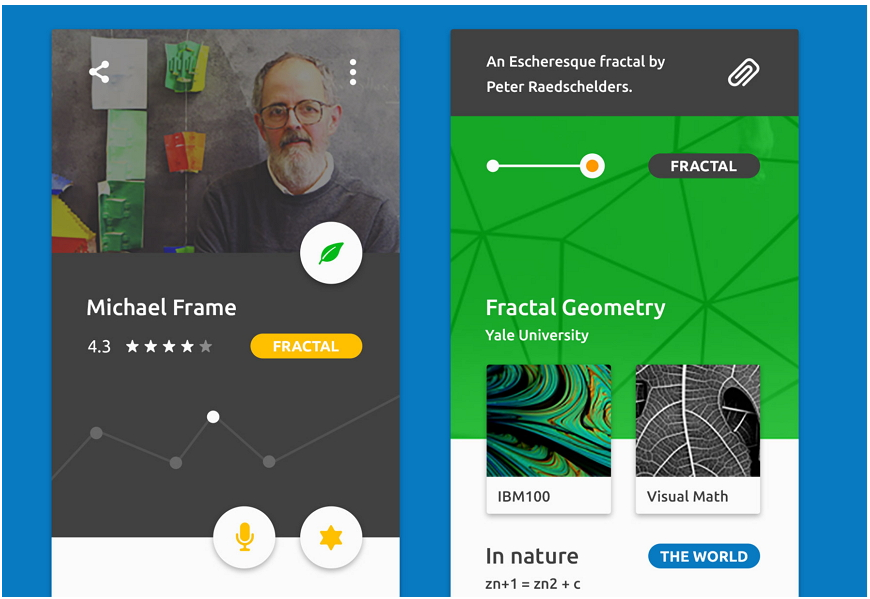 Michael Frame
4.3
FRACTAL
An Escheresque fractal by
Peter Raedschelders.
FRACTAL
Fractal Geometry
Yale University
IBM100
Visual Math
In nature
THE WORLD
zn+1 = zn2 + c